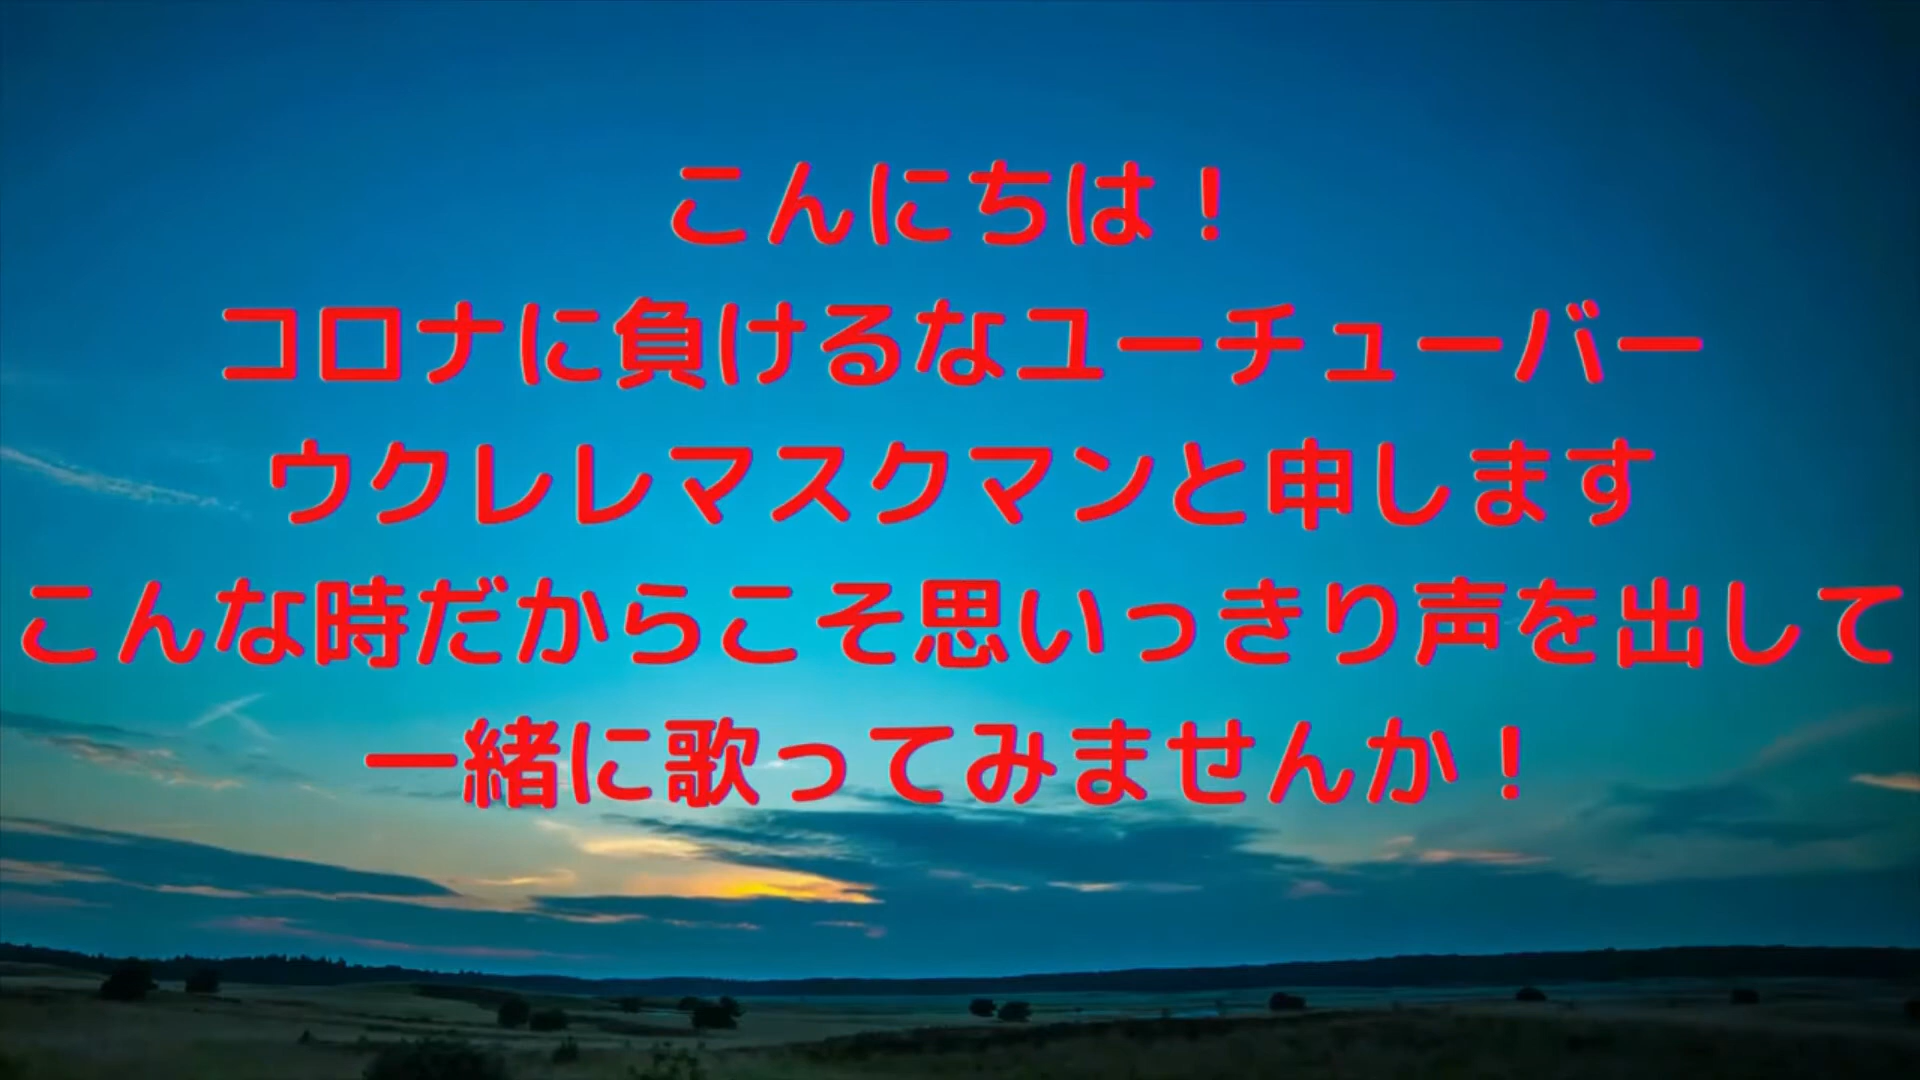 こんにちは！
コロナに負けるなユーチューバー
ウクレレマスクマンと申します
こんな時だからこそ思いっきり声を出して
一緒に歌ってみませんか！